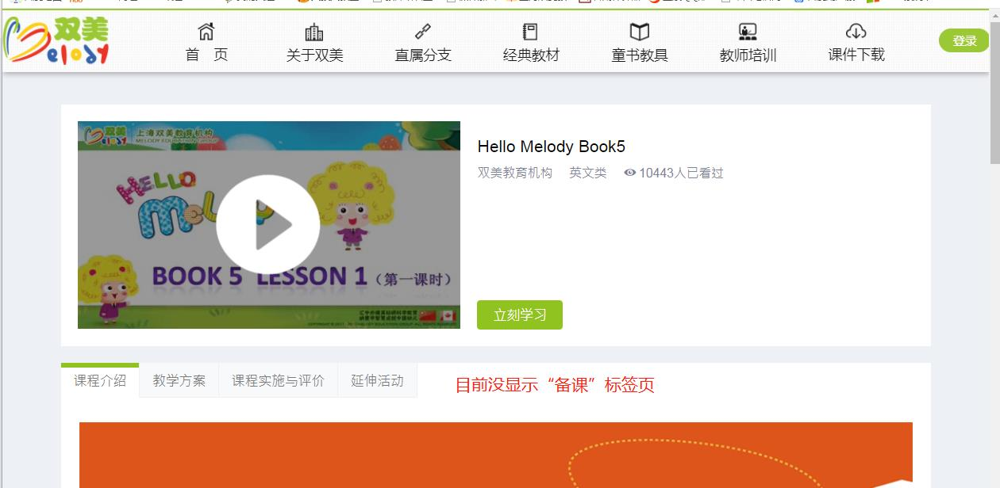 双美
Melody
首 页
关于双美
直属分支
经典教材
童书教具
教师培训
课件下载
登录
双美
Melody
上海双美教育机构
MELODY EDUCATION GROUP
HELLO
BOOK 5 LESSON 1（第一课时）
Hello Melody Book5
双美教育机构 英文类 10443人已看过
立刻学习
课程介绍 教学方案 课程实施与评价 延伸活动
目前没显示“备课”标签页